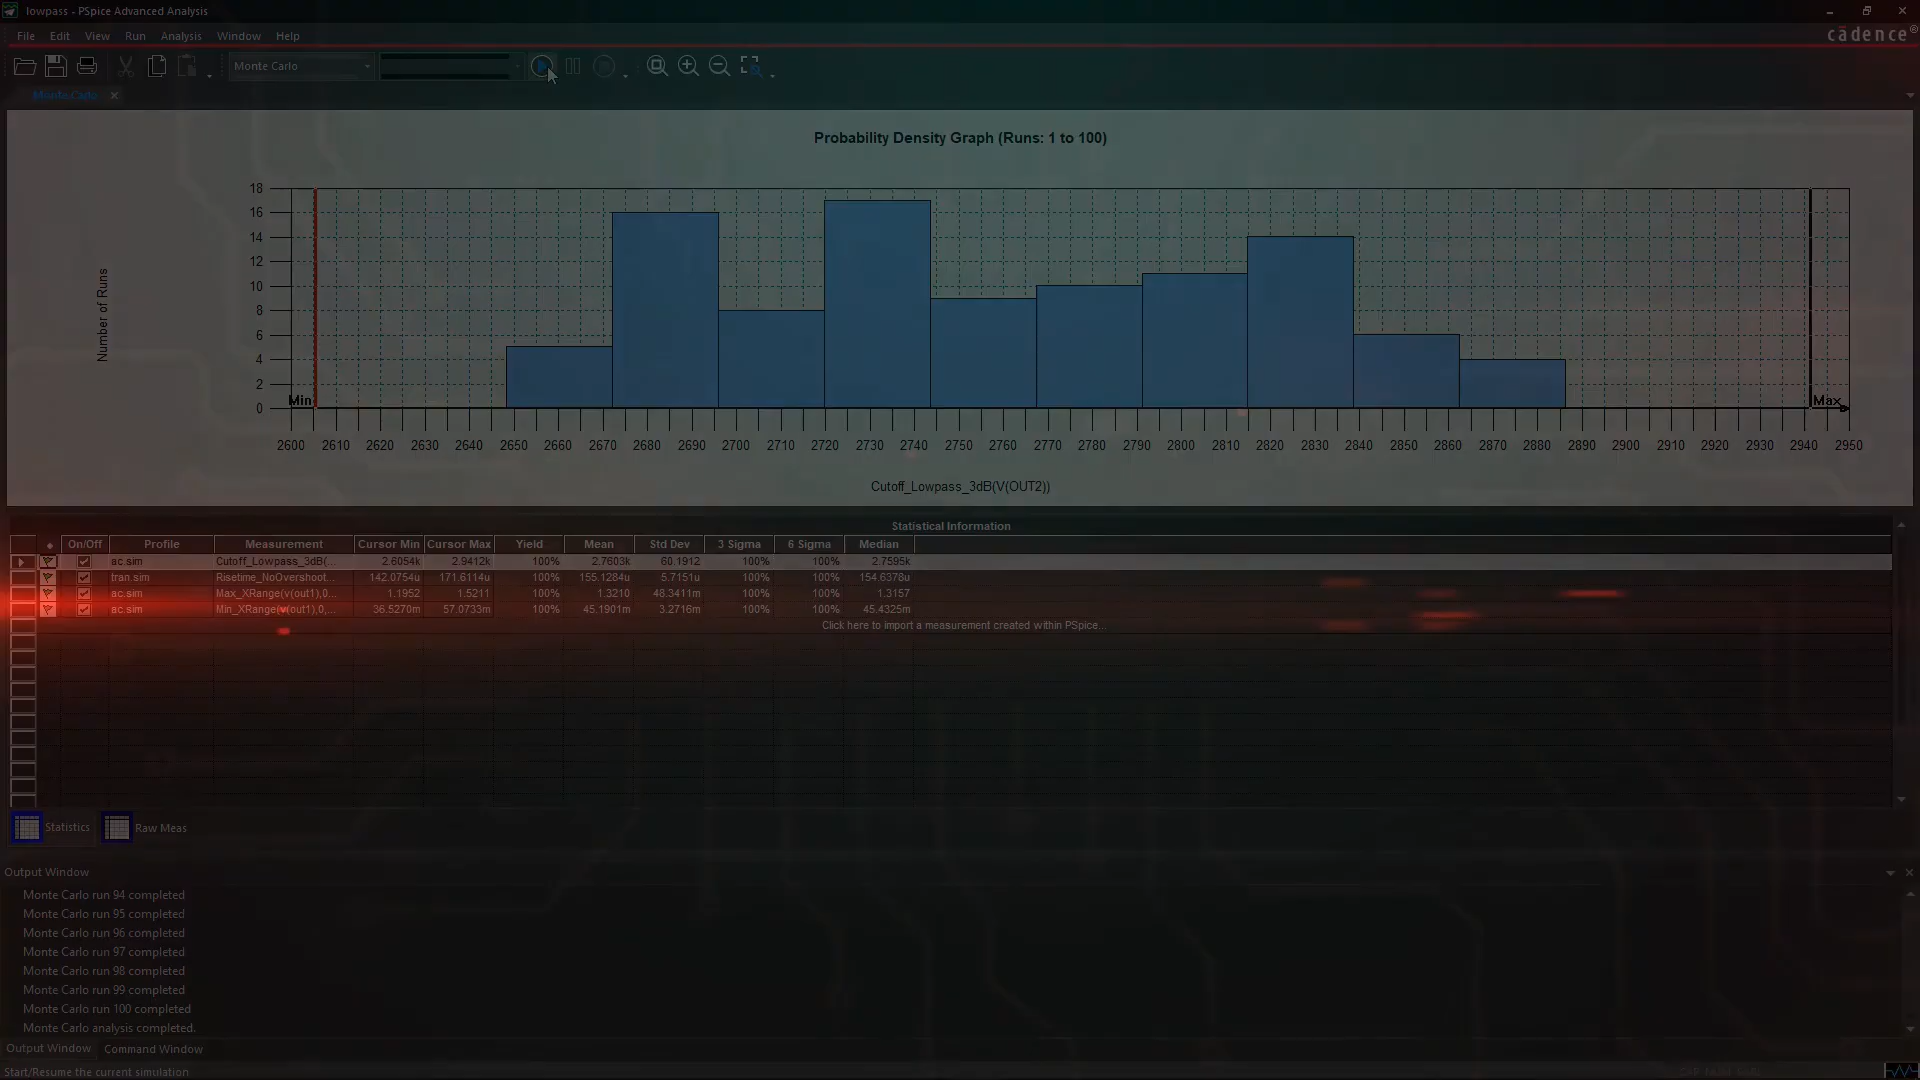 lowpass - PSpice Advanced Analysis
File Edit View Run Analysis Window Help
cādence®
Monte Carlo
Monte Carlo
Probability Density Graph (Runs: 1 to 100)
Number of Runs
18
16
14
12
10
8
6
4
2
0
Min
Max
2600 2610 2620 2630 2640 2650 2660 2670 2680 2690 2700 2710 2720 2730 2740 2750 2760 2770 2780 2790 2800 2810 2820 2830 2840 2850 2860 2870 2880 2890 2900 2910 2920 2930 2940 2950
Cutoff_Lowpass_3dB(V(OUT2))
Statistical Information
On/Off Profile Measurement Cursor Min Cursor Max Yield Mean Std Dev 3 Sigma 6 Sigma Median
ac.sim Cutoff_Lowpass_3dB(... 2.6054k 2.9412k 100% 2.7603k 60.1912 100% 100% 2.7595k
tran.sim Risetime_NoOvershoot... 142.0754u 171.6114u 100% 155.1284u 5.7151u 100% 100% 154.6378u
ac.sim Max_XRange(v(out1),0... 1.1952 1.5211 100% 1.3210 48.3411m 100% 100% 1.3157
ac.sim Min_XRange(v(out1),0,... 36.5270m 57.0733m 100% 45.1901m 3.2716m 100% 100% 45.4325m
Click here to import a measurement created within PSpice...
Statistics Raw Meas
Output Window
Monte Carlo run 94 completed
Monte Carlo run 95 completed
Monte Carlo run 96 completed
Monte Carlo run 97 completed
Monte Carlo run 98 completed
Monte Carlo run 99 completed
Monte Carlo run 100 completed
Monte Carlo analysis completed.
Output Window Command Window
Start/Resume the current simulation